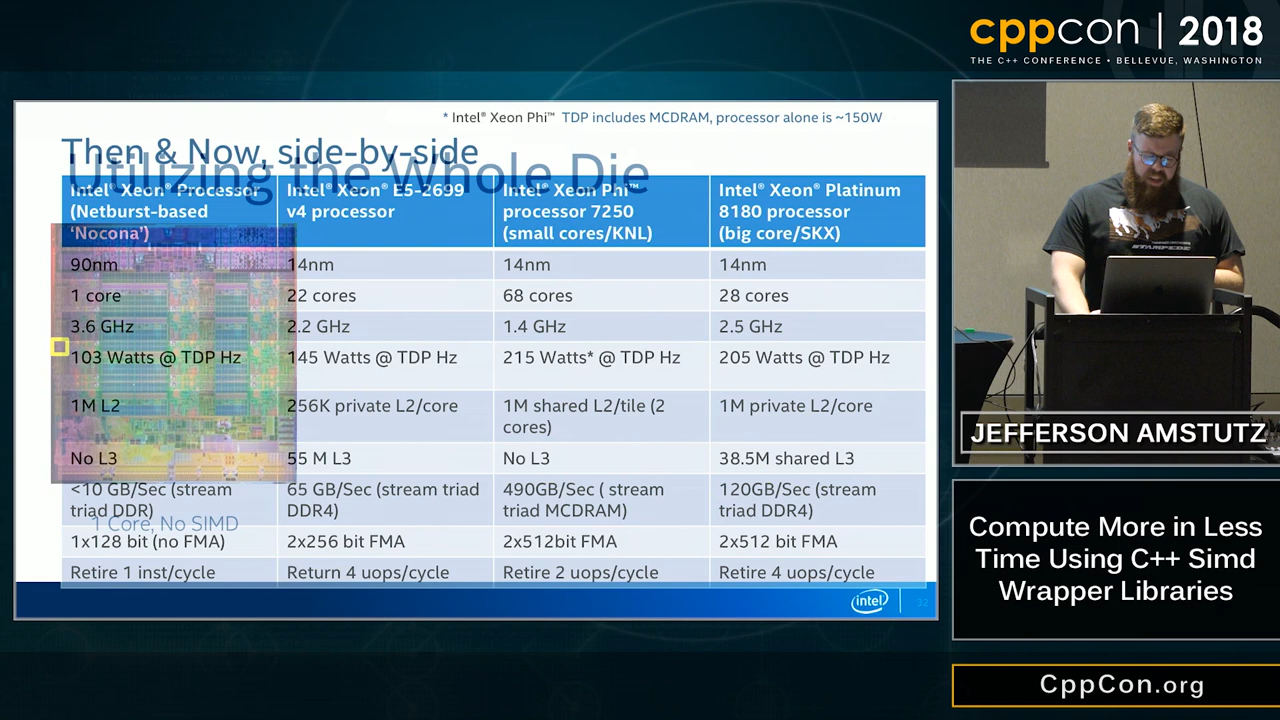 cppcon | 2018
THE C++ CONFERENCE • BELLEVUE, WASHINGTON
* Intel® Xeon Phi™ TDP includes MCDRAM, processor alone is ~150W
Then & Now, side-by-side
Utilizing the Whole Die
Intel® Xeon® Processor (Netburst-based 'Nocona')
Intel® Xeon® E5-2699 v4 processor
Intel® Xeon Phi™ processor 7250 (small cores/KNL)
Intel® Xeon® Platinum 8180 processor (big core/SKX)
90nm 14nm 14nm 14nm
1 core 22 cores 68 cores 28 cores
3.6 GHz 2.2 GHz 1.4 GHz 2.5 GHz
103 Watts @ TDP Hz 145 Watts @ TDP Hz 215 Watts* @ TDP Hz 205 Watts @ TDP Hz
1M L2 256K private L2/core 1M shared L2/tile (2 cores) 1M private L2/core
No L3 55 M L3 No L3 38.5M shared L3
<10 GB/Sec (stream triad DDR) 65 GB/Sec (stream triad DDR4) 490GB/Sec ( stream triad MCDRAM) 120GB/Sec (stream triad DDR4)
1 Core, No SIMD
1x128 bit (no FMA) 2x256 bit FMA 2x512bit FMA 2x512 bit FMA
Retire 1 inst/cycle Return 4 uops/cycle Retire 2 uops/cycle Retire 4 uops/cycle
intel
32
STAMPEDE
JEFFERSON AMSTUTZ
Compute More in Less
Time Using C++ Simd
Wrapper Libraries
CppCon.org